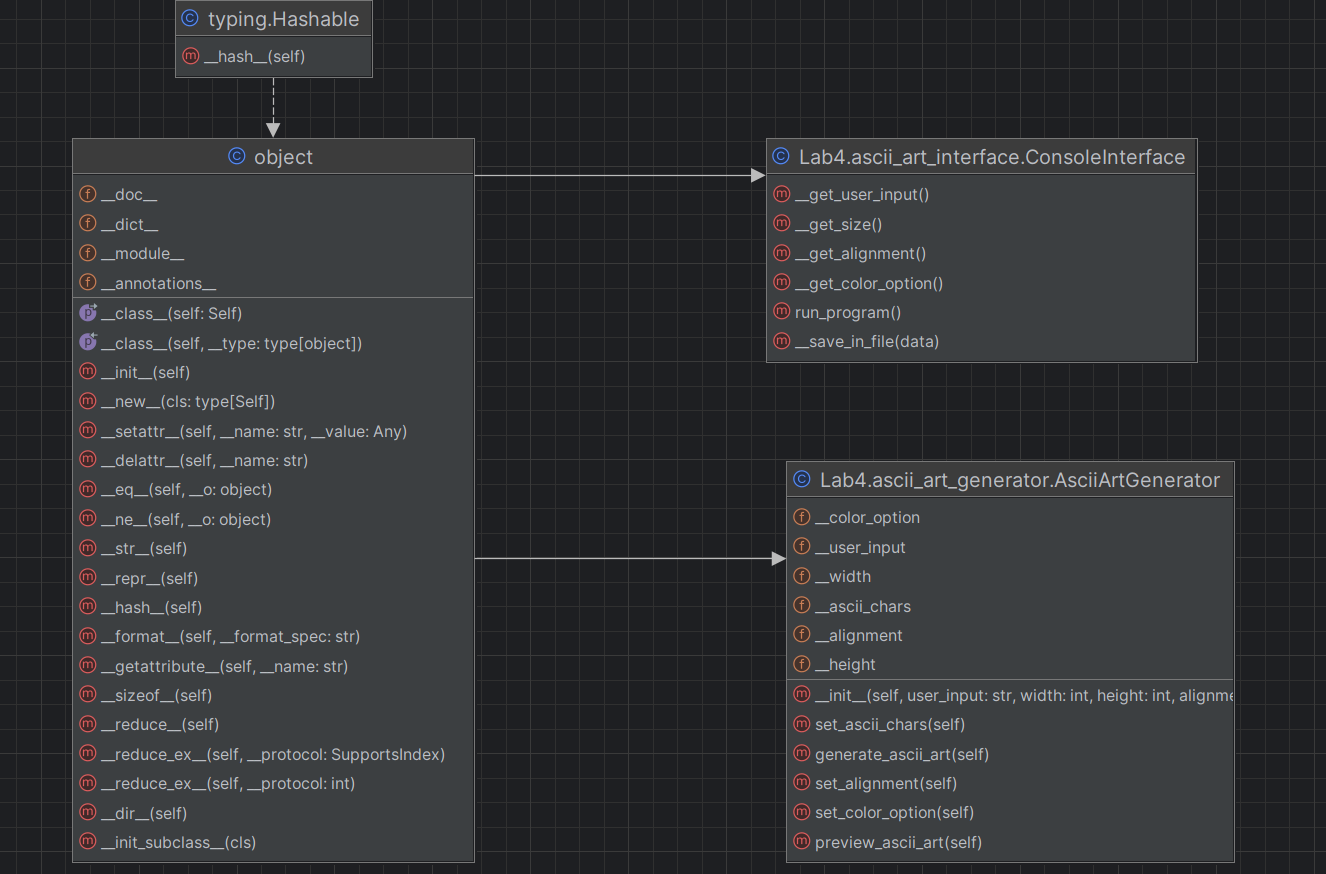 typing.Hashable
__hash__(self)
object
__doc__
__dict__
__module__
__annotations__
__class__(self: Self)
__class__(self, __type: type[object])
__init__(self)
__new__(cls: type[Self])
__setattr__(self, __name: str, __value: Any)
__delattr__(self, __name: str)
__eq__(self, __o: object)
__ne__(self, __o: object)
__str__(self)
__repr__(self)
__hash__(self)
__format__(self, __format_spec: str)
__getattribute__(self, __name: str)
__sizeof__(self)
__reduce__(self)
__reduce_ex__(self, __protocol: SupportsIndex)
__reduce_ex__(self, __protocol: int)
__dir__(self)
__init_subclass__(cls)
Lab4.ascii_art_interface.ConsoleInterface
__get_user_input()
__get_size()
__get_alignment()
__get_color_option()
run_program()
__save_in_file(data)
Lab4.ascii_art_generator.AsciiArtGenerator
__color_option
__user_input
__width
__ascii_chars
__alignment
__height
__init__(self, user_input: str, width: int, height: int, alignme
set_ascii_chars(self)
generate_ascii_art(self)
set_alignment(self)
set_color_option(self)
preview_ascii_art(self)